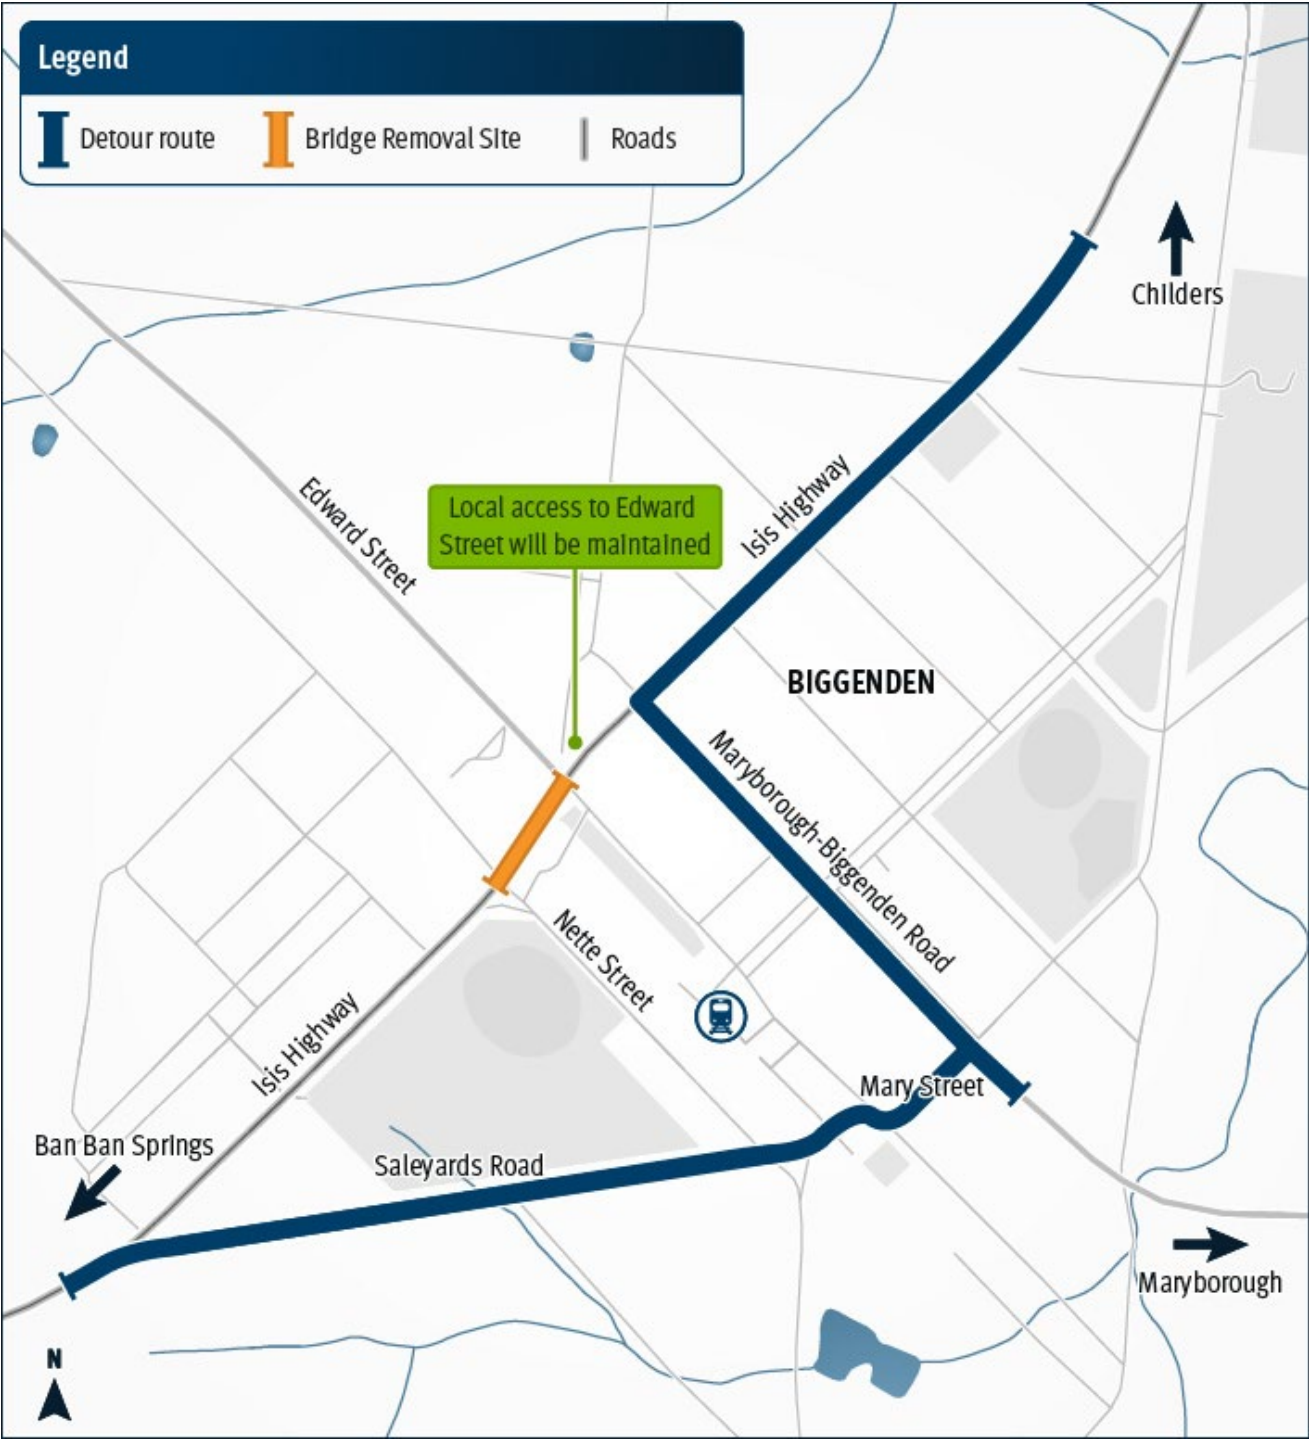 Legend
Detour route
Bridge Removal Site
Roads
Childers
Edward Street
Local access to Edward
Street will be maintained
Isis Highway
BIGGENDEN
Maryborough-Biggenden Road
Nette Street
Isis Highway
Mary Street
Ban Ban Springs
Saleyards Road
Maryborough
N